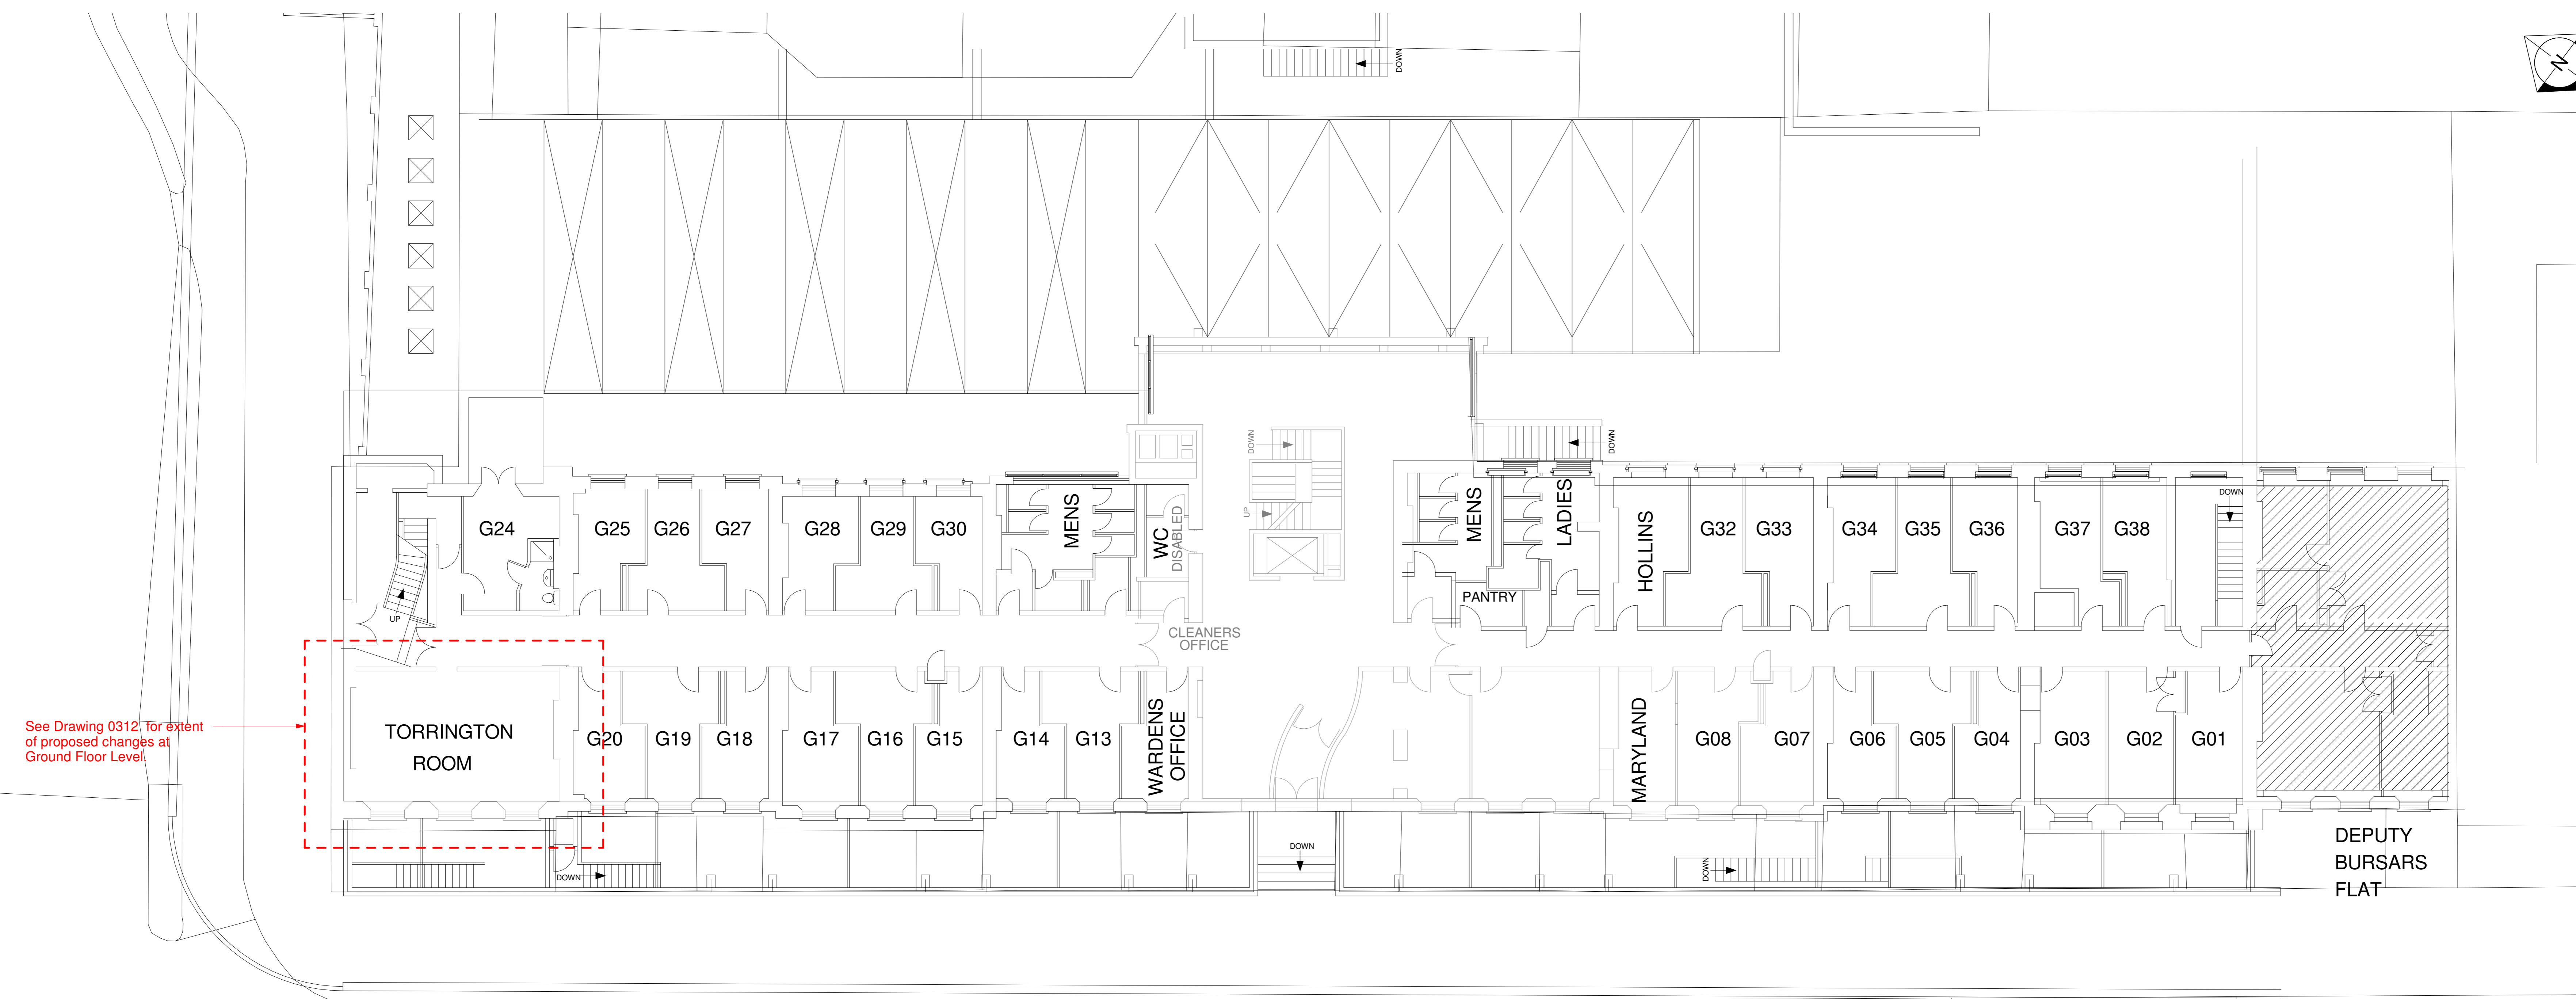 DOWN
N
DOWN
DOWN
UP
DOWN
DOWN
G24
G25
G26
G27
G28
G29
G30
MENS
WC
DISABLED
MENS
LADIES
HOLLINS
G32
G33
G34
G35
G36
G37
G38
UP
PANTRY
CLEANERS
OFFICE
See Drawing 0312 for extent
of proposed changes at
Ground Floor Level.
TORRINGTON
ROOM
G20
G19
G18
G17
G16
G15
G14
G13
WARDENS
OFFICE
MARYLAND
G08
G07
G06
G05
G04
G03
G02
G01
DOWN
DOWN
DOWN
DEPUTY
BURSARS
FLAT